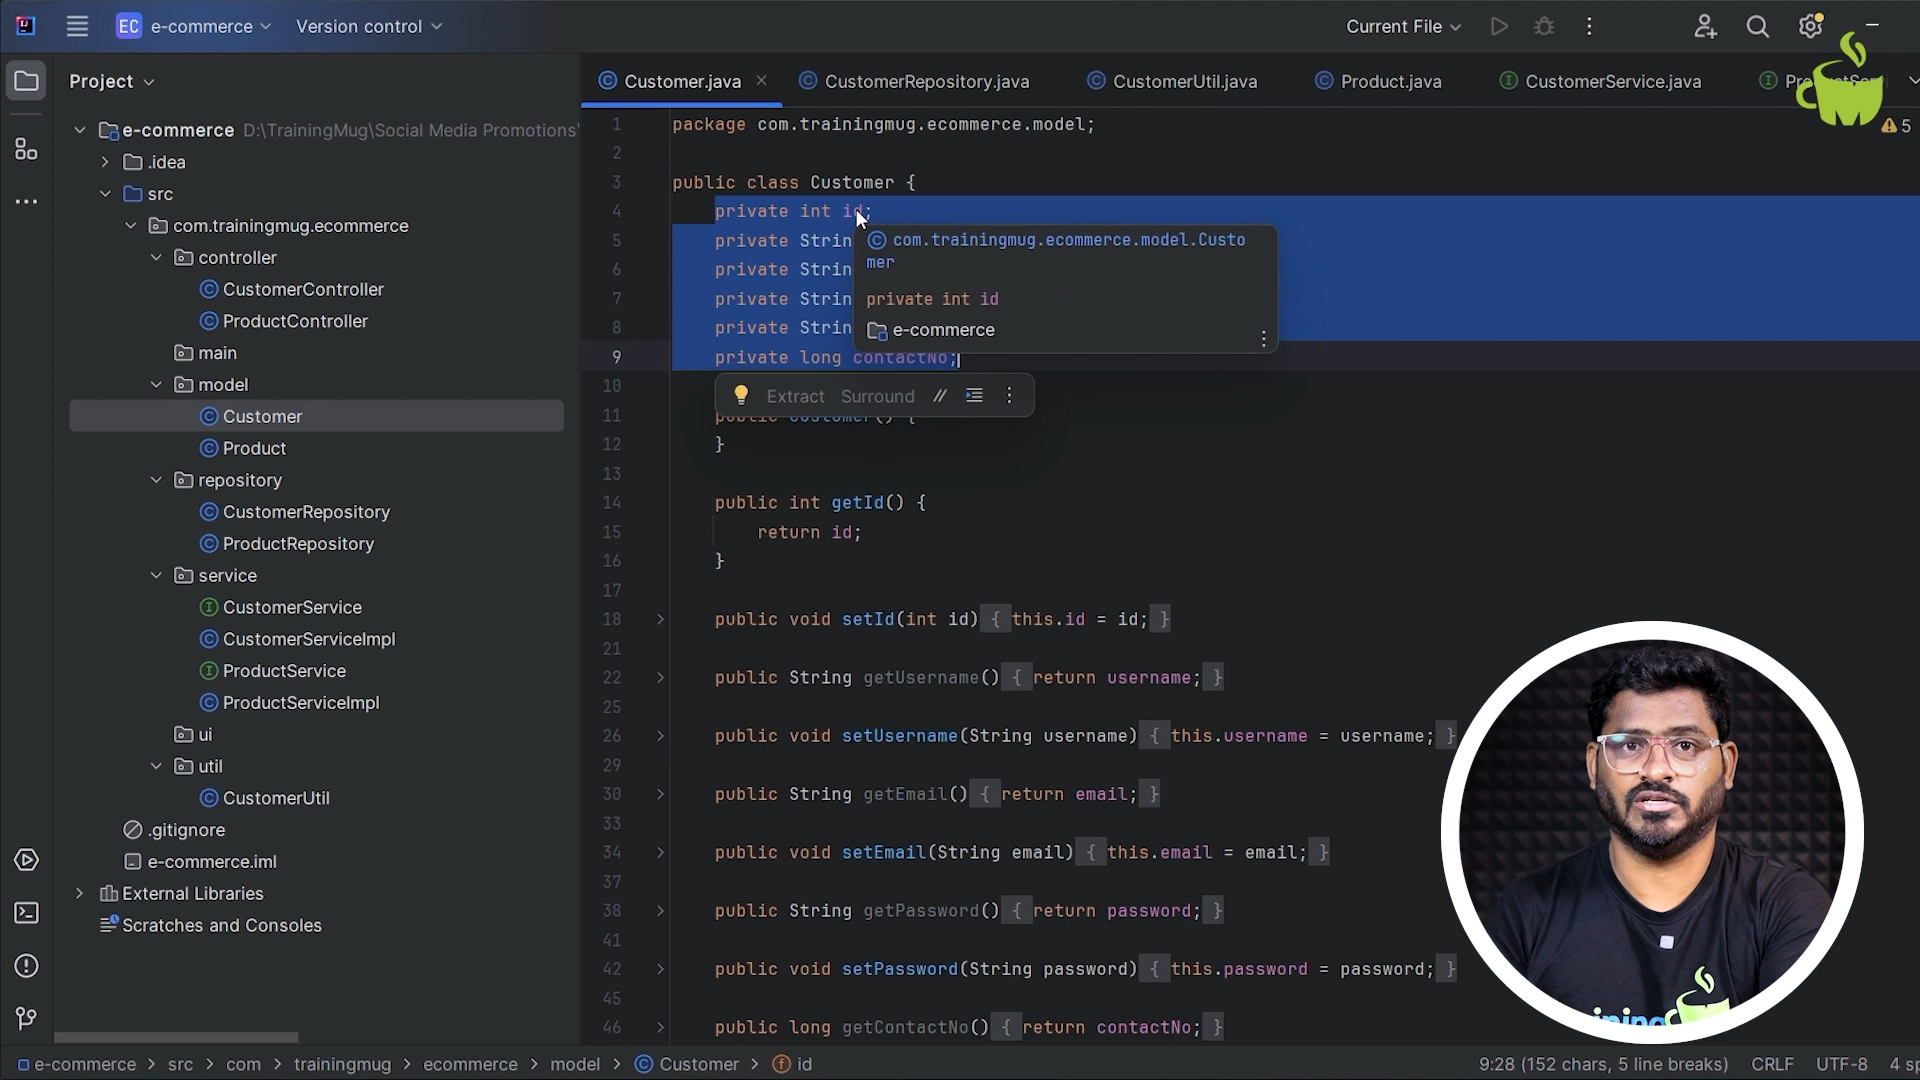 EC e-commerce Version control Current File
Project
Customer.java CustomerRepository.java CustomerUtil.java Product.java CustomerService.java
e-commerce D:\TrainingMug\Social Media Promotions\
.idea
src
com.trainingmug.ecommerce
controller
CustomerController
ProductController
main
model
Customer
Product
repository
CustomerRepository
ProductRepository
service
CustomerService
CustomerServiceImpl
ProductService
ProductServiceImpl
ui
util
CustomerUtil
.gitignore
e-commerce.iml
External Libraries
Scratches and Consoles
5
1 package com.trainingmug.ecommerce.model;
2
3 public class Customer {
4 private int id;
5 private Strin
6 private Strin
7 private Strin
8 private Strin
9 private long contactNo;
com.trainingmug.ecommerce.model.Custo
mer
private int id
e-commerce
10
Extract Surround //
11 public Customer() {
12 }
13
14 public int getId() {
15 return id;
16 }
17
18 public void setId(int id) { this.id = id; }
21
22 public String getUsername() { return username; }
25
26 public void setUsername(String username) { this.username = username; }
29
30 public String getEmail() { return email; }
33
34 public void setEmail(String email) { this.email = email; }
37
38 public String getPassword() { return password; }
41
42 public void setPassword(String password) { this.password = password; }
45
46 public long getContactNo() { return contactNo; }
e-commerce > src > com > trainingmug > ecommerce > model > Customer > id
9:28 (152 chars, 5 line breaks) CRLF UTF-8 4 sp